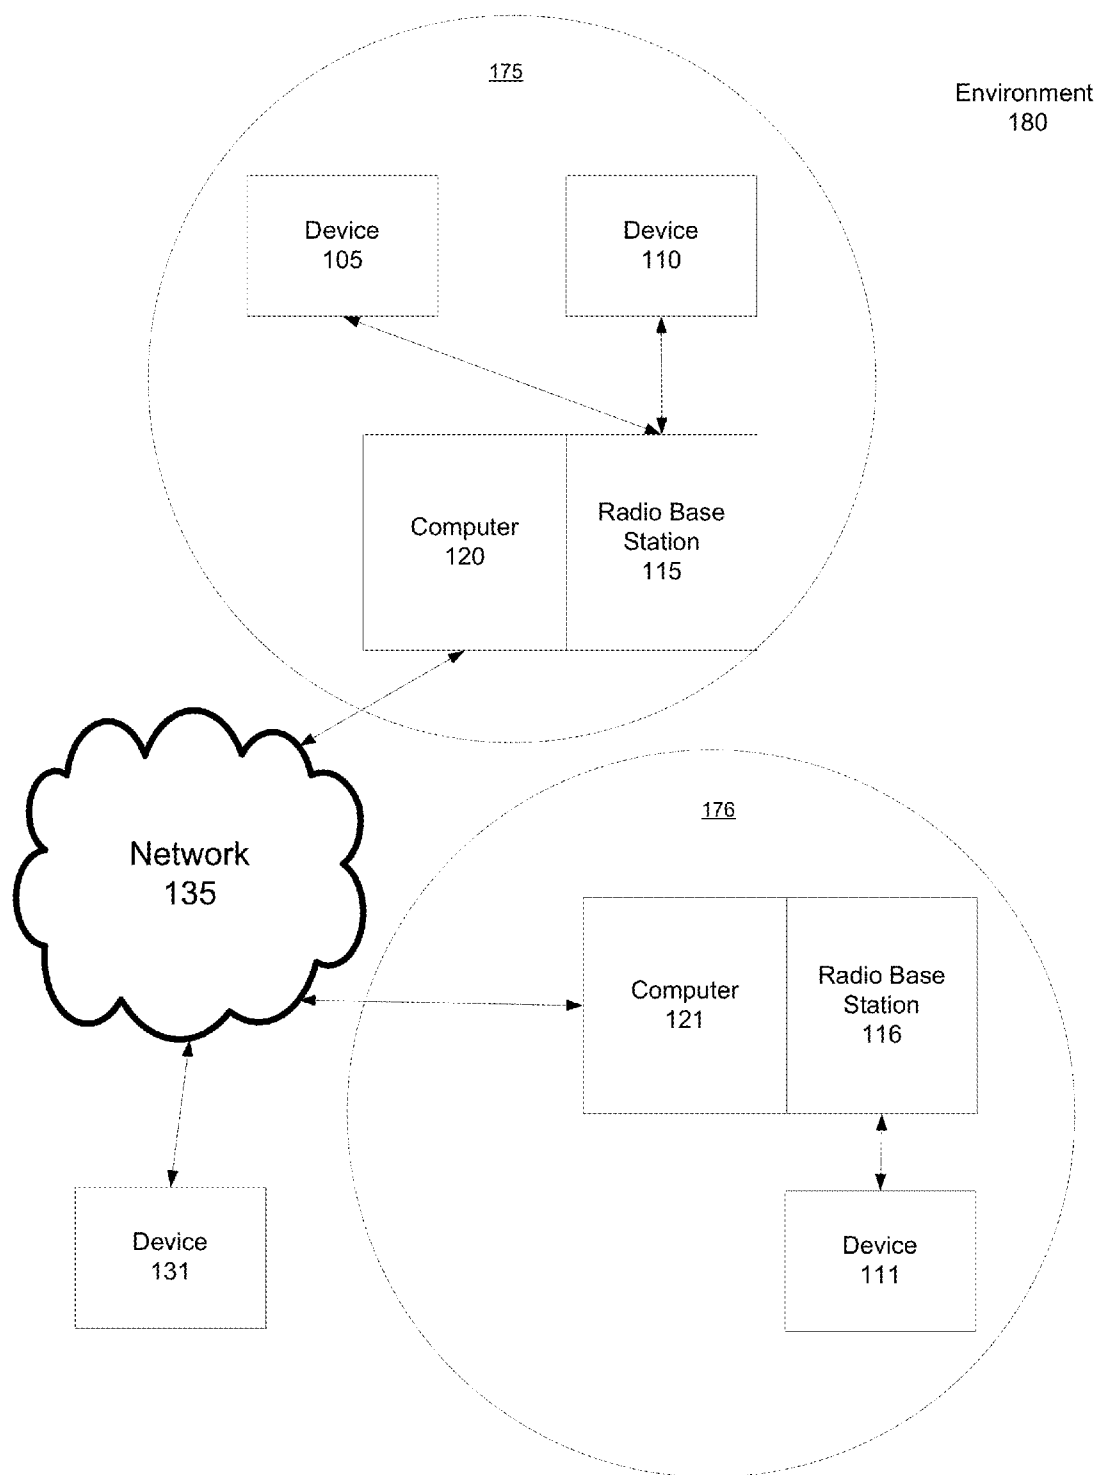 175
Environment
180
Device
105
Device
110
Computer
120
Radio Base
Station
115
Network
135
176
Computer
121
Radio Base
Station
116
Device
131
Device
111